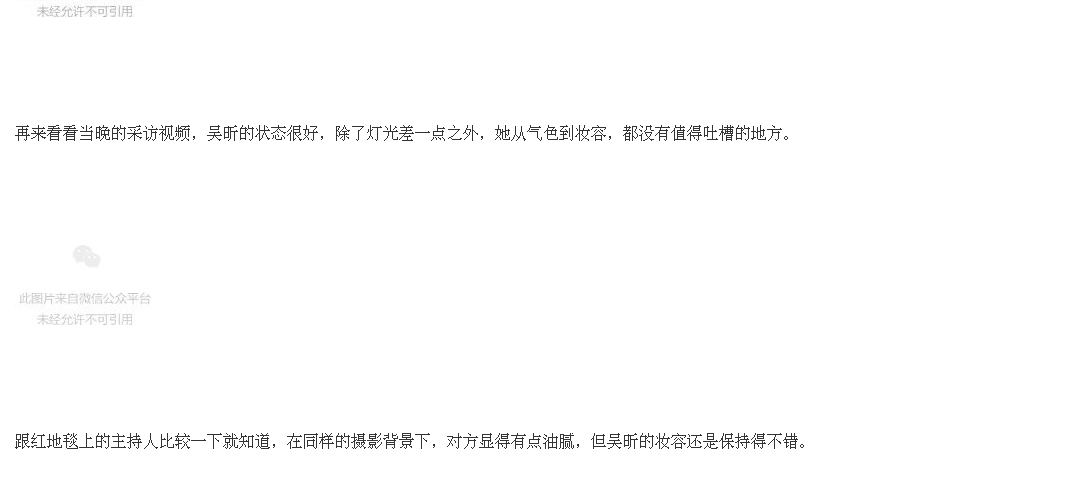 未经允许不可引用
再来看看当晚的采访视频，吴昕的状态很好，除了灯光差一点之外，她从气色到妆容，都没有值得吐槽的地方。
此图片来自微信公众平台
未经允许不可引用
跟红地毯上的主持人比较一下就知道，在同样的摄影背景下，对方显得有点油腻，但吴昕的妆容还是保持得不错。